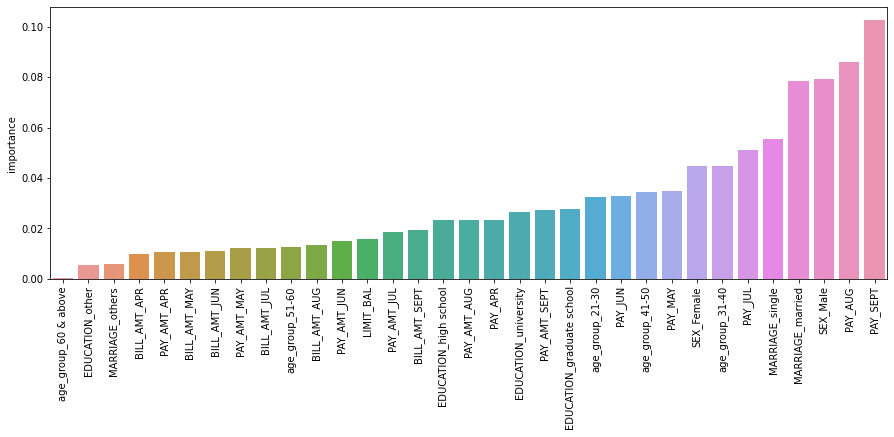 importance
0.10
0.08
0.06
0.04
0.02
0.00
age_group_60 & above
EDUCATION_other
MARRIAGE_others
BILL_AMT_APR
PAY_AMT_APR
BILL_AMT_MAY
BILL_AMT_JUN
PAY_AMT_MAY
BILL_AMT_JUL
age_group_51-60
BILL_AMT_AUG
PAY_AMT_JUN
LIMIT_BAL
PAY_AMT_JUL
BILL_AMT_SEPT
EDUCATION_high school
PAY_AMT_AUG
PAY_APR
EDUCATION_university
PAY_AMT_SEPT
EDUCATION_graduate school
age_group_21-30
PAY_JUN
age_group_41-50
PAY_MAY
SEX_Female
age_group_31-40
PAY_JUL
MARRIAGE_single
MARRIAGE_married
SEX_Male
PAY_AUG
PAY_SEPT